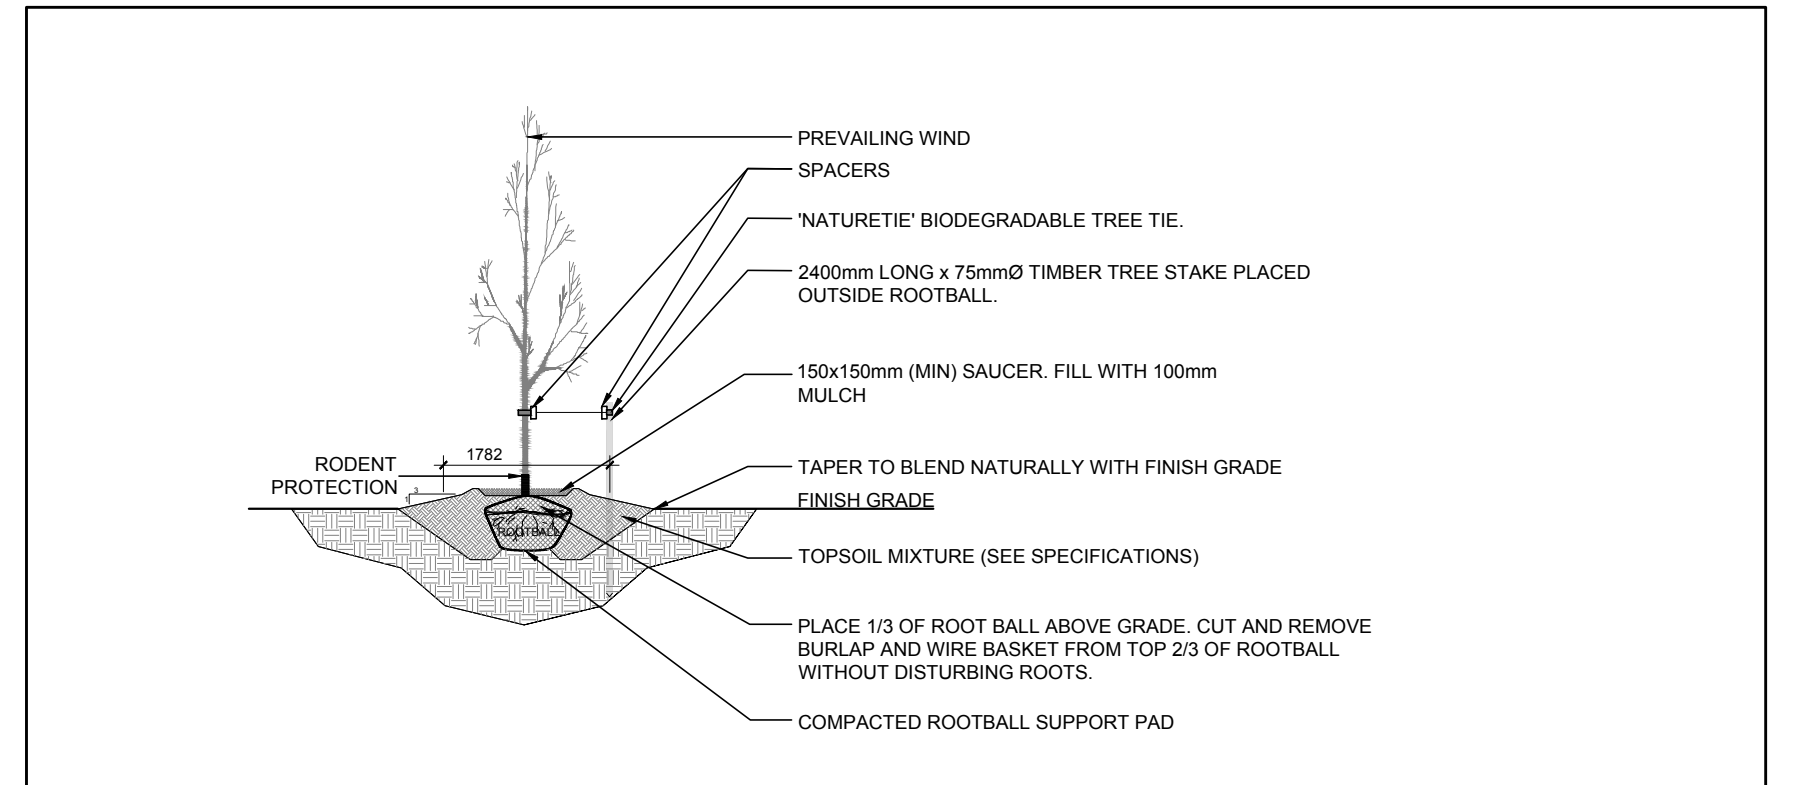 PREVAILING WIND
SPACERS
'NATURETIE' BIODEGRADABLE TREE TIE.
2400mm LONG x 75mmØ TIMBER TREE STAKE PLACED
OUTSIDE ROOTBALL.
150x150mm (MIN) SAUCER. FILL WITH 100mm
MULCH
1782
RODENT
PROTECTION
3
1
TAPER TO BLEND NATURALLY WITH FINISH GRADE
FINISH GRADE
ROOTBALL
TOPSOIL MIXTURE (SEE SPECIFICATIONS)
PLACE 1/3 OF ROOT BALL ABOVE GRADE. CUT AND REMOVE
BURLAP AND WIRE BASKET FROM TOP 2/3 OF ROOTBALL
WITHOUT DISTURBING ROOTS.
COMPACTED ROOTBALL SUPPORT PAD